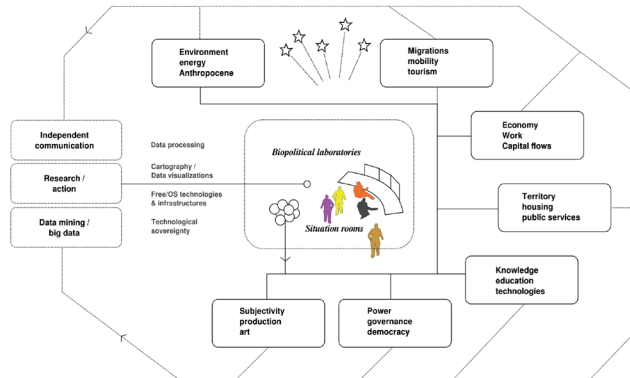 Environment
energy
Anthropocene
Migrations
mobility
tourism
Independent
communication
Research /
action
Data mining /
big data
Data processing
Cartography /
Data visualizations
Free/OS technologies
& infrastructures
Technological
sovereignty
Biopolitical laboratories
Situation rooms
Economy
Work
Capital flows
Territory
housing
public services
Knowledge
education
technologies
Subjectivity
production
art
Power
governance
democracy